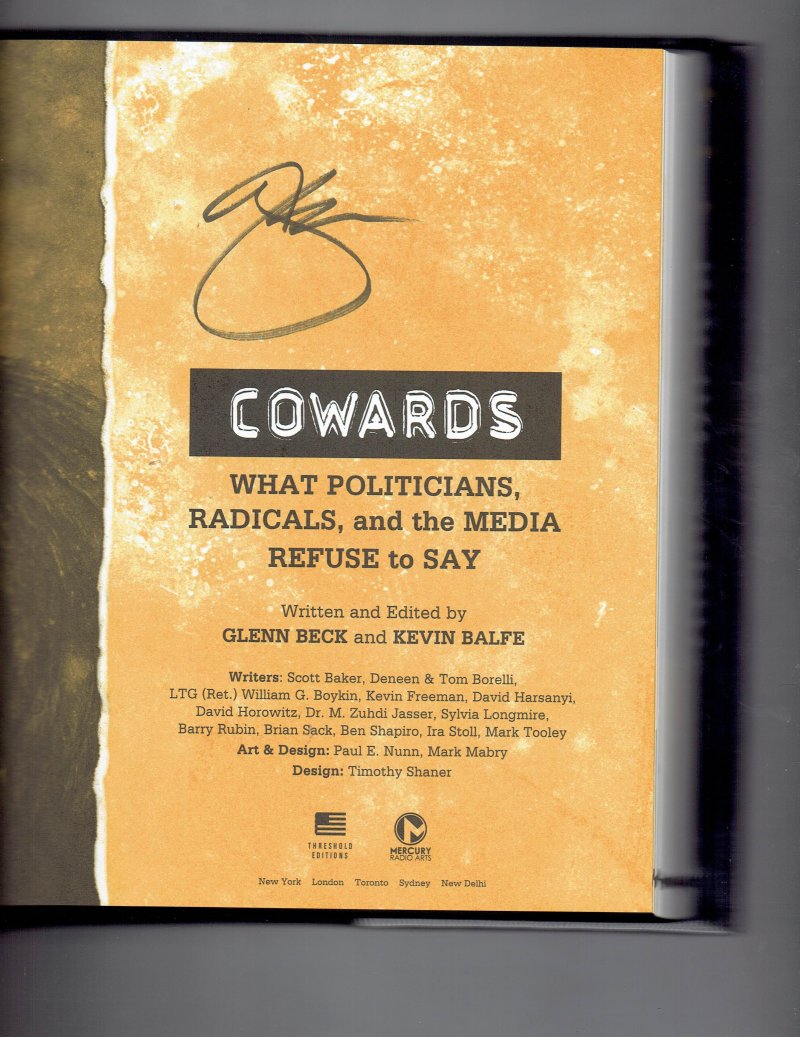 COWARDS
WHAT POLITICIANS,
RADICALS, and the MEDIA
REFUSE to SAY
Written and Edited by
GLENN BECK and KEVIN BALFE
Writers: Scott Baker, Deneen & Tom Borelli,
LTG (Ret.) William G. Boykin, Kevin Freeman, David Harsanyi,
David Horowitz, Dr. M. Zuhdi Jasser, Sylvia Longmire,
Barry Rubin, Brian Sack, Ben Shapiro, Ira Stoll, Mark Tooley
Art & Design: Paul E. Nunn, Mark Mabry
Design: Timothy Shaner
THRESHOLD
EDITIONS
MERCURY
RADIO ARTS
New York London Toronto Sydney New Delhi